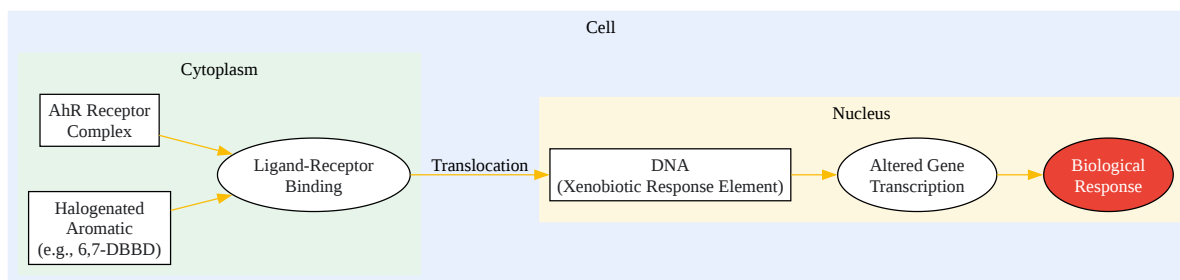 Cell
Cytoplasm
AhR Receptor
Complex
Halogenated
Aromatic
(e.g., 6,7-DBBD)
Ligand-Receptor
Binding
Translocation
Nucleus
DNA
(Xenobiotic Response Element)
Altered Gene
Transcription
Biological
Response